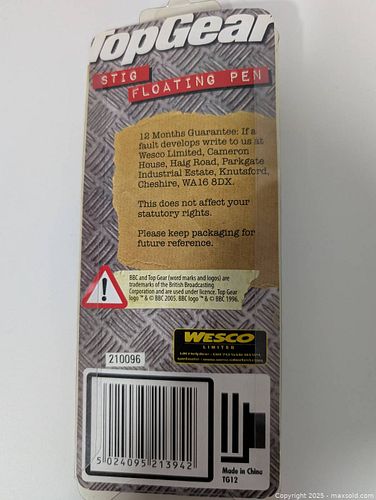 TopGear
STIG
FLOATING PEN
12 Months Guarantee: If a
fault develops write to us at
Wesco Limited, Cameron
House, Haig Road, Parkgate
Industrial Estate, Knutsford,
Cheshire, WA16 8DX.
This does not affect your
statutory rights.
Please keep packaging for
future reference.
BBC and Top Gear (word marks and logos) are
trademarks of the British Broadcasting
Corporation and are used under licence. Top Gear
logo ™ & © BBC 2005. BBC logo ™ & © BBC 1996.
WESCO
LIMITED
210096
5 024095 213942
Made in China
TG12
Copyright 2025 - maxsold.com